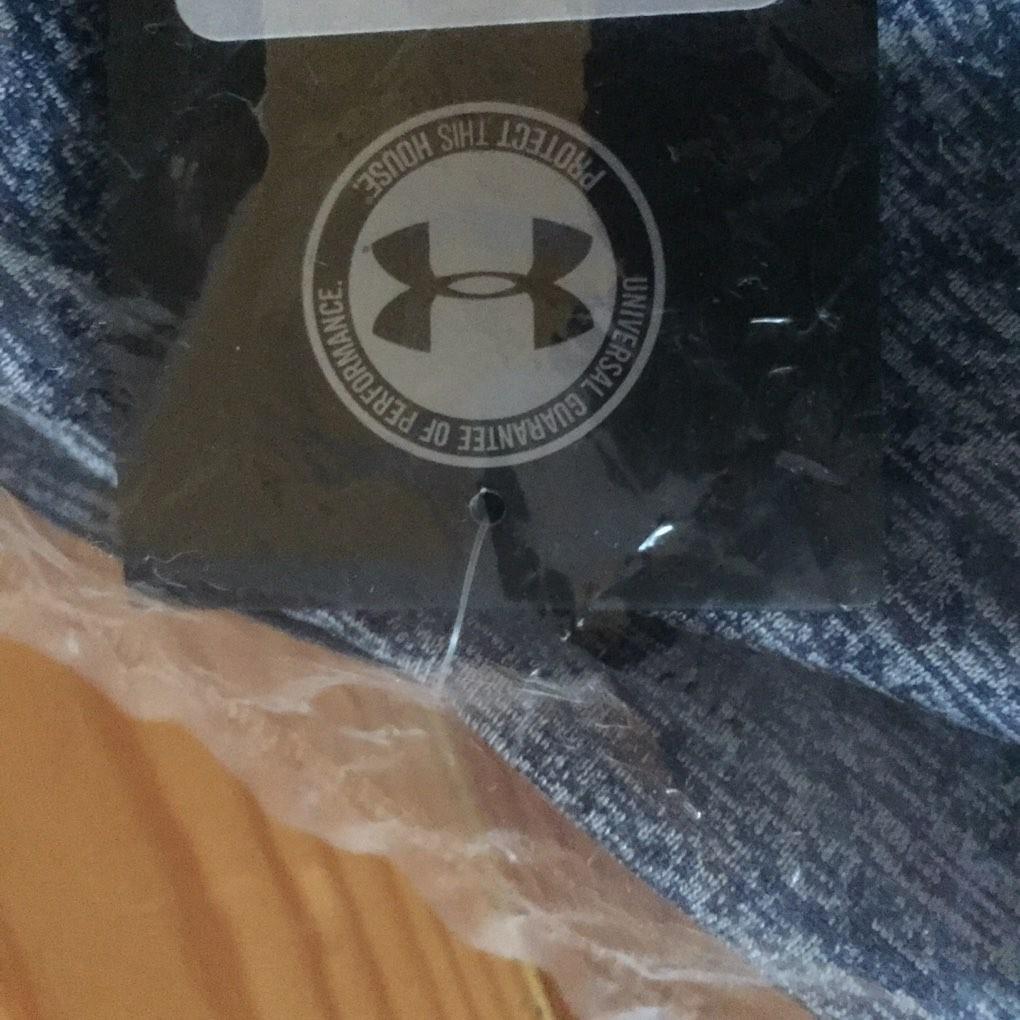 UNIVERSAL GUARANTEE OF PERFORMANCE.
PROTECT THIS HOUSE.